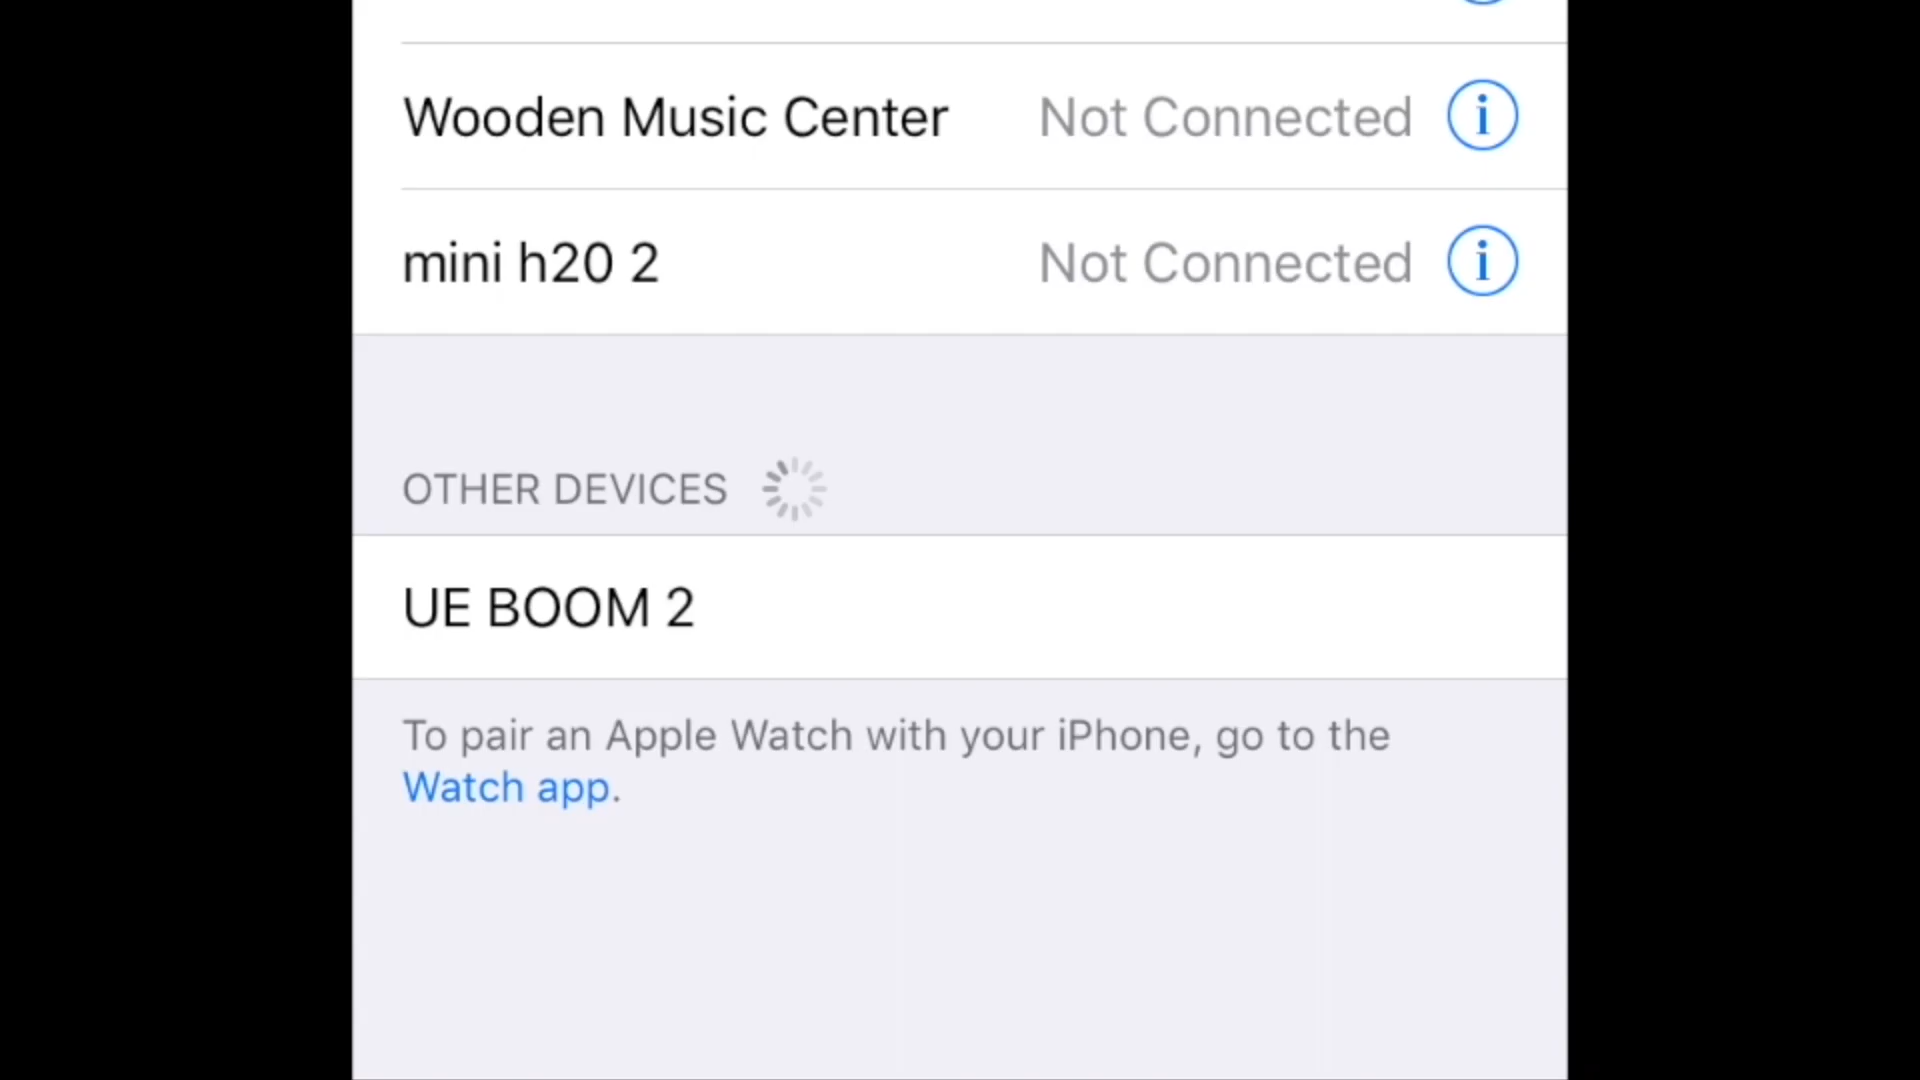 Wooden Music Center Not Connected
mini h20 2 Not Connected
OTHER DEVICES
UE BOOM 2
To pair an Apple Watch with your iPhone, go to the
Watch app.